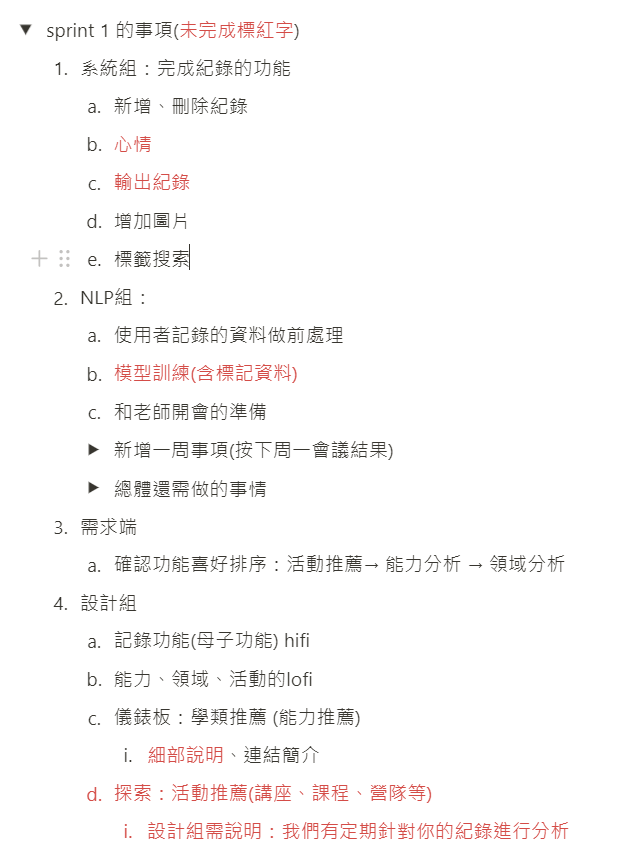 sprint 1 的事項(未完成標紅字)
1. 系統組：完成紀錄的功能
a. 新增、刪除紀錄
b. 心情
c. 輸出紀錄
d. 增加圖片
e. 標籤搜索
2. NLP組：
a. 使用者記錄的資料做前處理
b. 模型訓練(含標記資料)
c. 和老師開會的準備
新增一周事項(按下周一會議結果)
總體還需做的事情
3. 需求端
a. 確認功能喜好排序：活動推薦→ 能力分析 → 領域分析
4. 設計組
a. 記錄功能(母子功能) hifi
b. 能力、領域、活動的lofi
c. 儀錶板：學類推薦 (能力推薦)
i. 細部說明、連結簡介
d. 探索：活動推薦(講座、課程、營隊等)
i. 設計組需說明：我們有定期針對你的紀錄進行分析